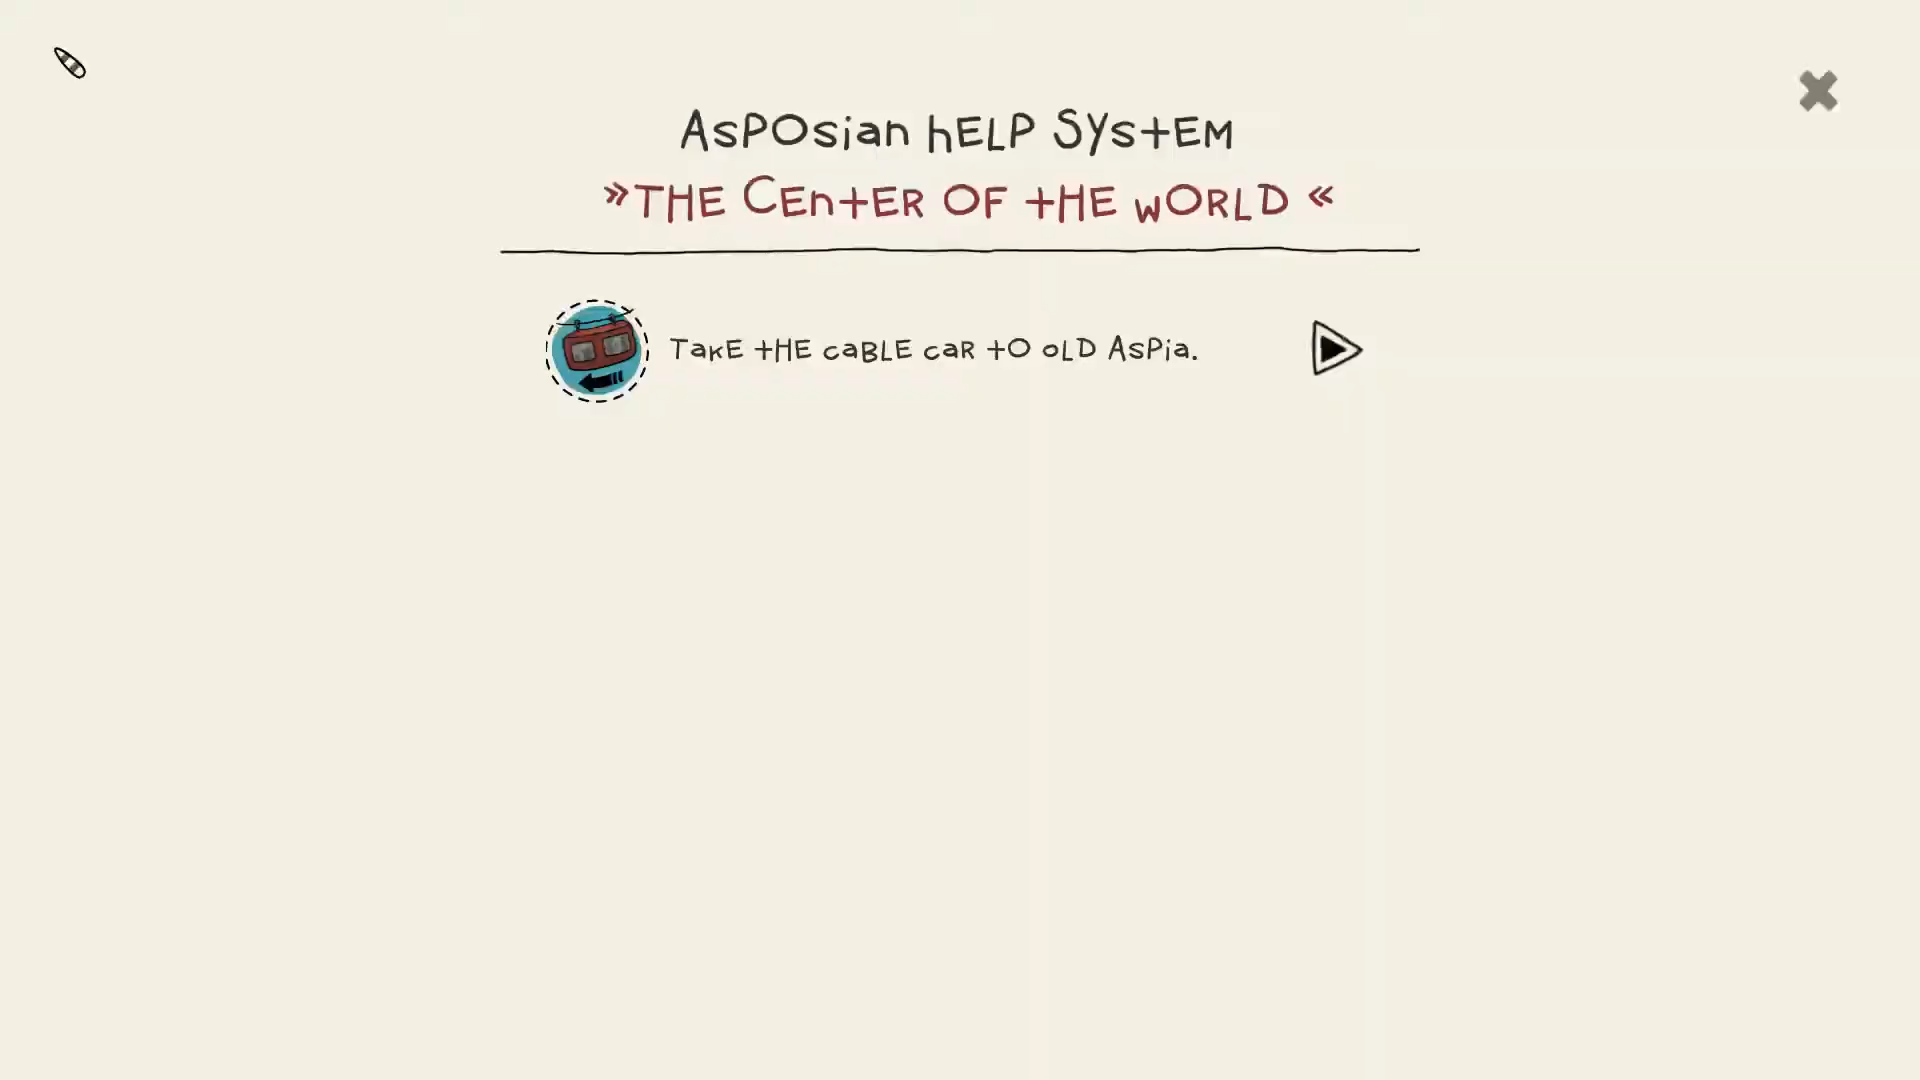 Asposian Help System
»The Center of the World «
Take the cable car to Old Aspia.